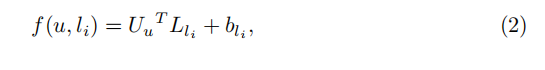 f(u, l_i) = U_u^T L_{l_i} + b_{l_i}, (2)